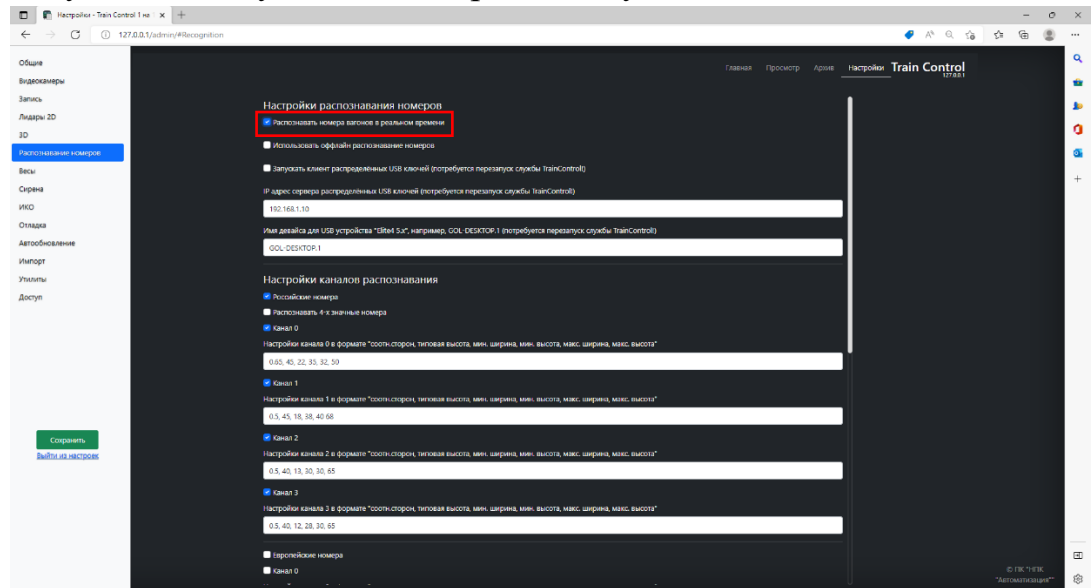 Настройки - Train Control 1 на
127.0.0.1/admin/#Recognition
Общие
Видеокамеры
Запись
Лидары 2D
3D
Распознавание номеров
Весы
Сирена
ИКО
Отладка
Автообновление
Импорт
Утилиты
Доступ
Сохранить
Выйти из настроек
Главная Просмотр Архив Настройки Train Control
127.0.0.1
Настройки распознавания номеров
Распознавать номера вагонов в реальном времени
Использовать оффлайн распознавание номеров
Запускать клиент распределённых USB ключей (потребуется перезапуск службы TrainControl)
IP адрес сервера распределённых USB ключей (потребуется перезапуск службы TrainControl)
192.168.1.10
Имя девайса для USB устройства "Elite4 5.x", например, GOL-DESKTOP.1 (потребуется перезапуск службы TrainControl)
GOL-DESKTOP.1
Настройки каналов распознавания
Российские номера
Распознавать 4-х значные номера
Канал 0
Настройки канала 0 в формате "соотн.сторон, типовая высота, мин. ширина, мин. высота, макс. ширина, макс. высота"
0.65, 45, 22, 35, 32, 50
Канал 1
Настройки канала 1 в формате "соотн.сторон, типовая высота, мин. ширина, мин. высота, макс. ширина, макс. высота"
0.5, 45, 18, 38, 40 68
Канал 2
Настройки канала 2 в формате "соотн.сторон, типовая высота, мин. ширина, мин. высота, макс. ширина, макс. высота"
0.5, 40, 13, 30, 30, 65
Канал 3
Настройки канала 3 в формате "соотн.сторон, типовая высота, мин. ширина, мин. высота, макс. ширина, макс. высота"
0.5, 40, 12, 28, 30, 65
Европейские номера
Канал 0
© ПК "НПК
"Автоматизация""